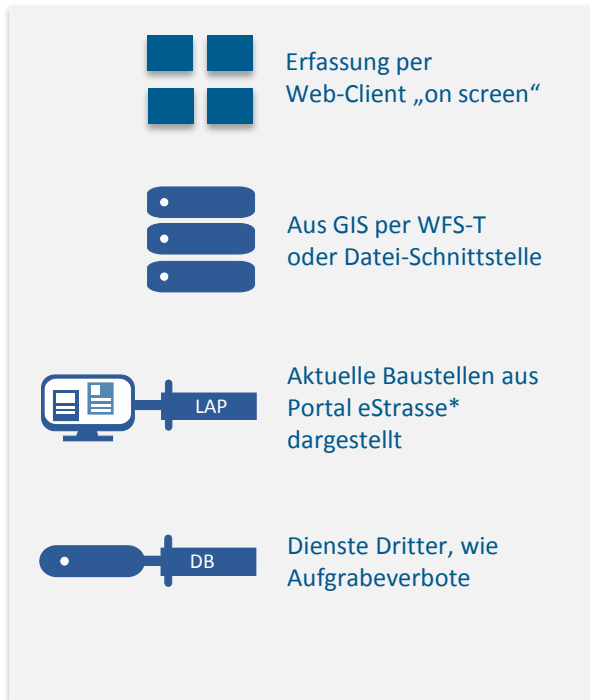 Erfassung per
Web-Client „on screen“
Aus GIS per WFS-T
oder Datei-Schnittstelle
LAP
Aktuelle Baustellen aus
Portal eStrasse*
dargestellt
DB
Dienste Dritter, wie
Aufgrabeverbote